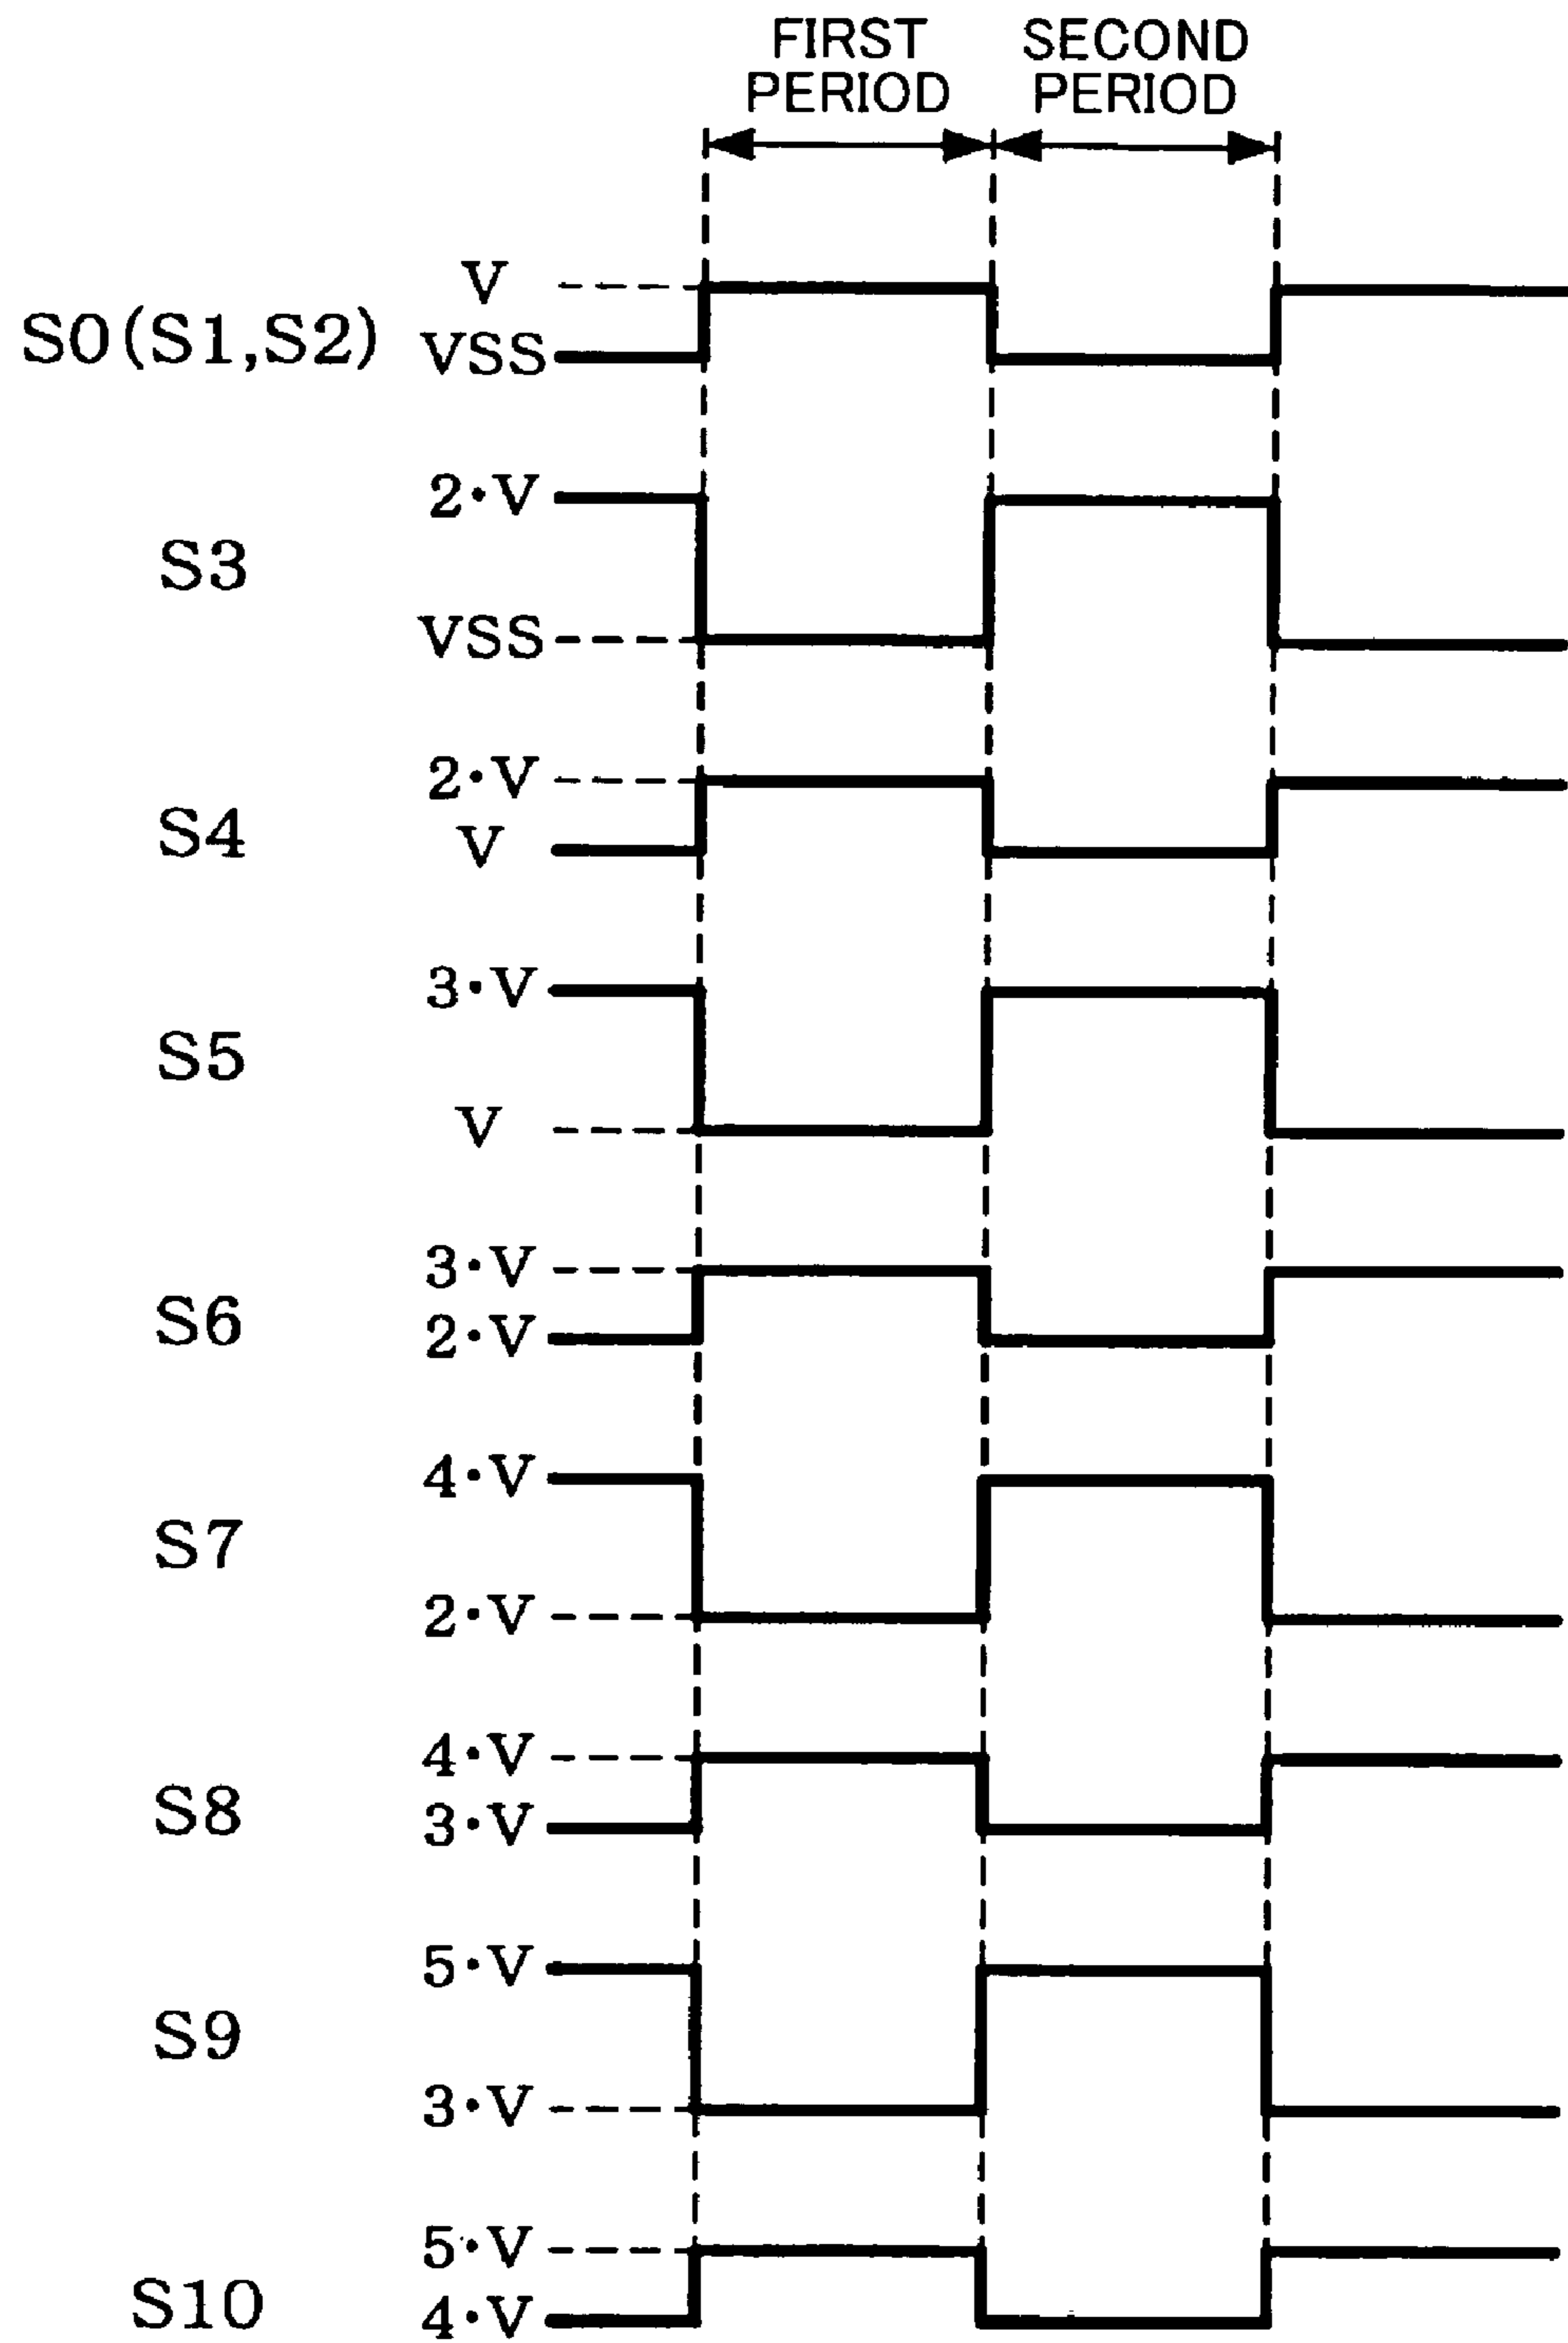 FIRST PERIOD
SECOND PERIOD
S0(S1,S2)
V
VSS
S3
2·V
VSS
S4
2·V
V
S5
3·V
V
S6
3·V
2·V
S7
4·V
2·V
S8
4·V
3·V
S9
5·V
3·V
S10
5·V
4·V